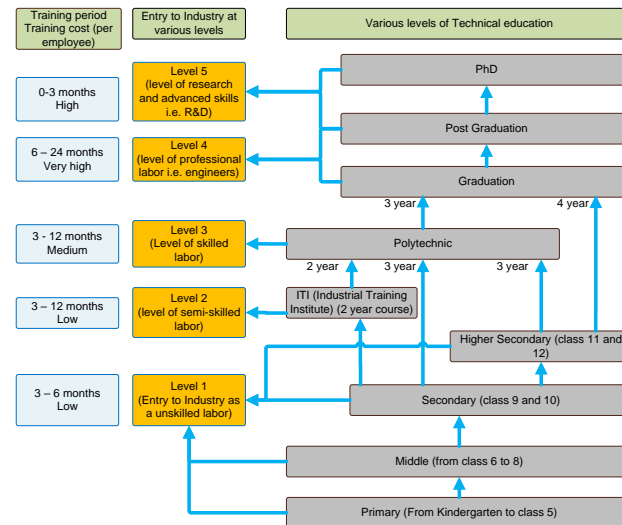 Training period
Training cost (per
employee)
Entry to Industry at
various levels
Various levels of Technical education
0-3 months
High
Level 5
(level of research
and advanced skills
i.e. R&D)
PhD
Post Graduation
6 – 24 months
Very high
Level 4
(level of professional
labor i.e. engineers)
Graduation
3 year
4 year
3 - 12 months
Medium
Level 3
(Level of skilled
labor)
Polytechnic
2 year
3 year
3 year
3 – 12 months
Low
Level 2
(level of semi-skilled
labor)
ITI (Industrial Training
Institute) (2 year course)
Higher Secondary (class 11 and
12)
3 – 6 months
Low
Level 1
(Entry to Industry as
a unskilled labor)
Secondary (class 9 and 10)
Middle (from class 6 to 8)
Primary (From Kindergarten to class 5)